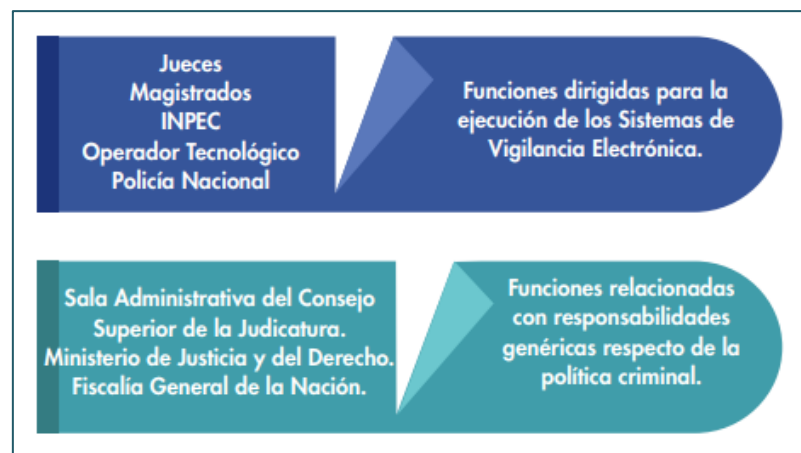 Jueces
Magistrados
INPEC
Operador Tecnológico
Policía Nacional
Funciones dirigidas para la
ejecución de los Sistemas de
Vigilancia Electrónica.
Sala Administrativa del Consejo
Superior de la Judicatura.
Ministerio de Justicia y del Derecho.
Fiscalía General de la Nación.
Funciones relacionadas
con responsabilidades
genéricas respecto de la
política criminal.